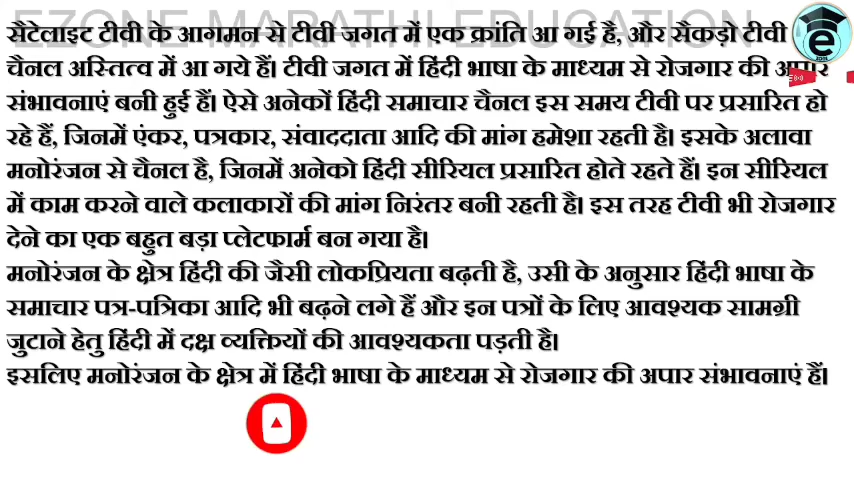 EZONE MARATHI EDUCATION
सैटेलाइट टीवी के आगमन से टीवी जगत में एक क्रांति आ गई है, और सैकड़ो टीवी
चैनल अस्तित्व में आ गये हैं। टीवी जगत में हिंदी भाषा के माध्यम से रोजगार की अपार
संभावनाएं बनी हुई हैं। ऐसे अनेकों हिंदी समाचार चैनल इस समय टीवी पर प्रसारित हो
रहे हैं, जिनमें एंकर, पत्रकार, संवाददाता आदि की मांग हमेशा रहती है। इसके अलावा
मनोरंजन से चैनल है, जिनमें अनेको हिंदी सीरियल प्रसारित होते रहते हैं। इन सीरियल
में काम करने वाले कलाकारों की मांग निरंतर बनी रहती है। इस तरह टीवी भी रोजगार
देने का एक बहुत बड़ा प्लेटफार्म बन गया है।
मनोरंजन के क्षेत्र हिंदी की जैसी लोकप्रियता बढ़ती है, उसी के अनुसार हिंदी भाषा के
समाचार पत्र-पत्रिका आदि भी बढ़ने लगे हैं और इन पत्रों के लिए आवश्यक सामग्री
जुटाने हेतु हिंदी में दक्ष व्यक्तियों की आवश्यकता पड़ती है।
इसलिए मनोरंजन के क्षेत्र में हिंदी भाषा के माध्यम से रोजगार की अपार संभावनाएं हैं।